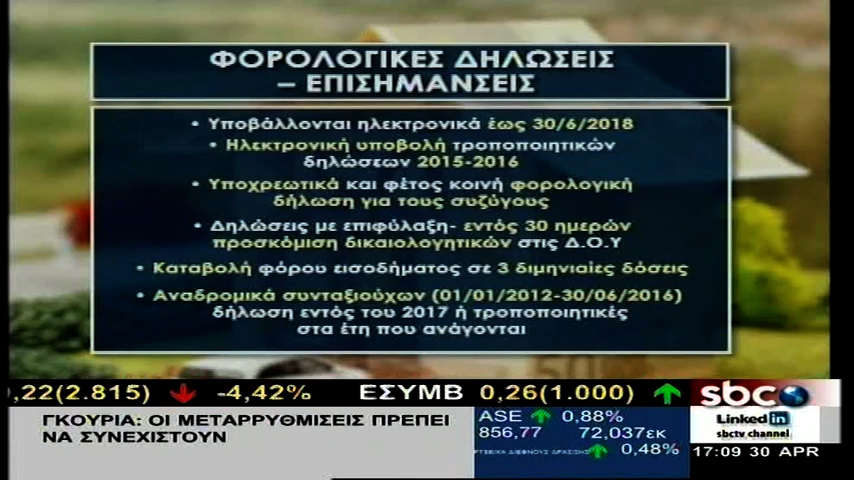 ΦΟΡΟΛΟΓΙΚΕΣ ΔΗΛΩΣΕΙΣ
– ΕΠΙΣΗΜΑΝΣΕΙΣ
• Υποβάλλονται ηλεκτρονικά έως 30/6/2018
• Ηλεκτρονική υποβολή τροποποιητικών
δηλώσεων 2015-2016
• Υποχρεωτικά και φέτος κοινή φορολογική
δήλωση για τους συζύγους
• Δηλώσεις με επιφύλαξη- εντός 30 ημερών
προσκόμιση δικαιολογητικών στις Δ.Ο.Υ
• Καταβολή φόρου εισοδήματος σε 3 διμηνιαίες δόσεις
• Αναδρομικά συνταξιούχων (01/01/2012-30/06/2016)
δήλωση εντός του 2017 ή τροποποιητικές
στα έτη που ανάγονται
,22(2.815) -4,42% ΕΣΥΜΒ 0,26(1.000)
sbc
ΓΚΟΥΡΙΑ: ΟΙ ΜΕΤΑΡΡΥΘΜΙΣΕΙΣ ΠΡΕΠΕΙ
ΝΑ ΣΥΝΕΧΙΣΤΟΥΝ
ASE 0,88%
856,77 72,037εκ
0,48%
Linkedin
sbctv channel
17:09 30 APR